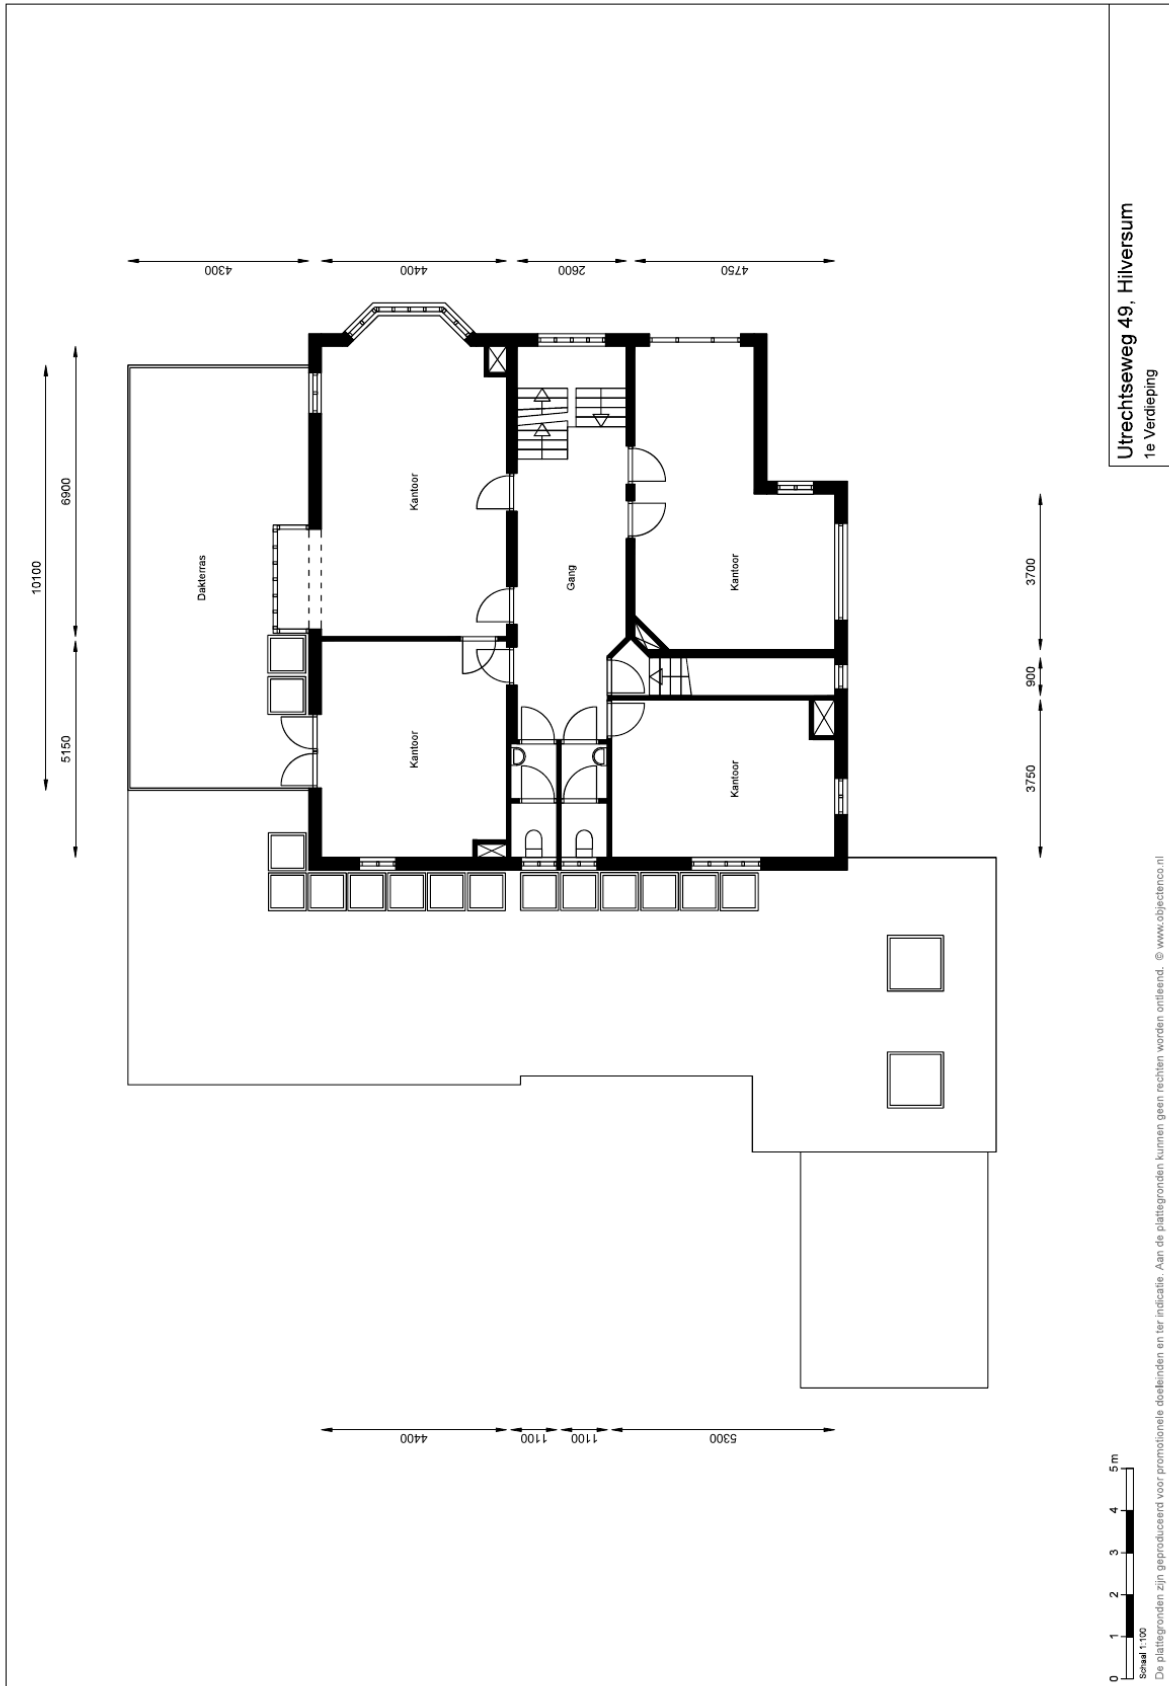 Utrechtseweg 49, Hilversum
1e Verdieping
4300
4400
2600
4750
10100
6900
5150
3700
900
3750
Dakterras
Kantoor
Gang
Kantoor
Kantoor
Kantoor
4400
1100
1100
5300
0 1 2 3 4 5 m
Schaal 1:100
De plattegronden zijn geproduceerd voor promotionele doeleinden en ter indicatie. Aan de plattegronden kunnen geen rechten worden ontleend. © www.objectenco.nl